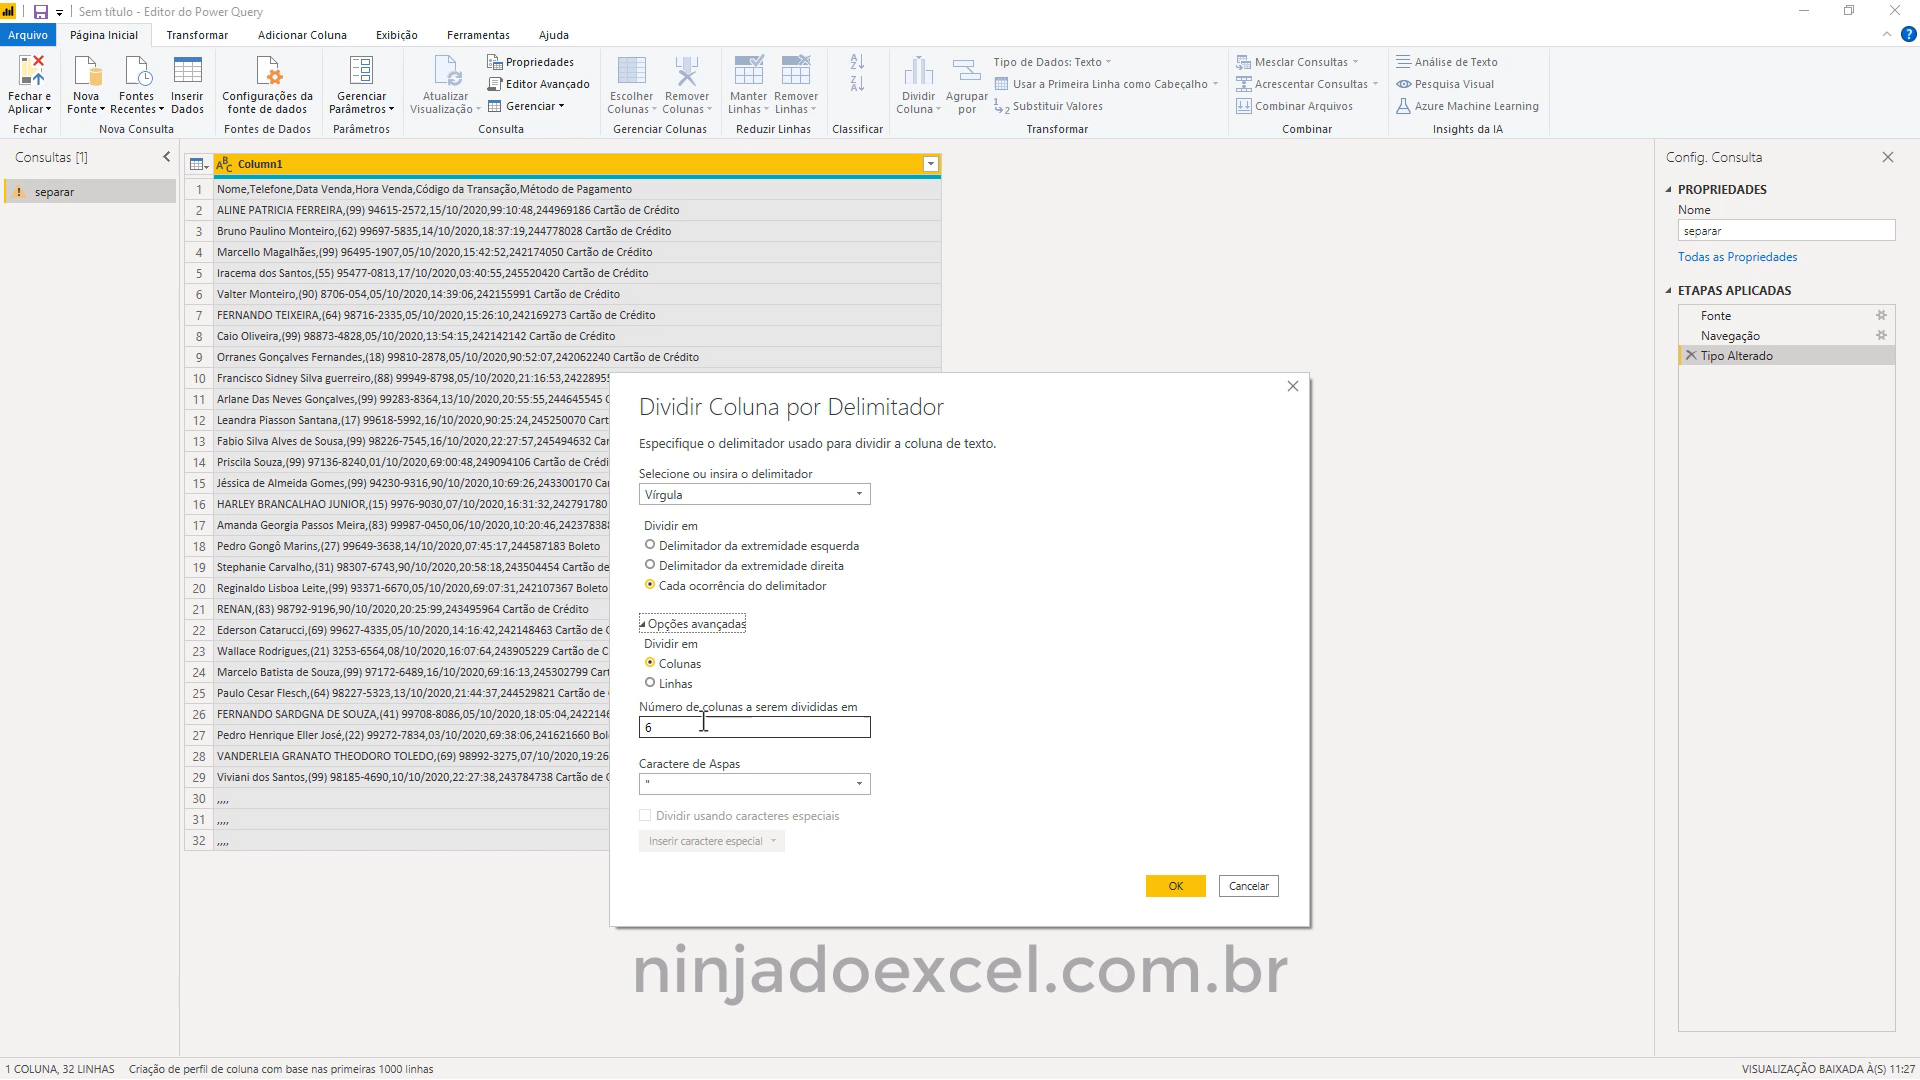 Sem título - Editor do Power Query
Arquivo
Página Inicial
Transformar
Adicionar Coluna
Exibição
Ferramentas
Ajuda
Fechar e Aplicar
Fechar
Nova Fonte
Fontes Recentes
Inserir Dados
Nova Consulta
Configurações da fonte de dados
Fontes de Dados
Gerenciar Parâmetros
Parâmetros
Atualizar Visualização
Propriedades
Editor Avançado
Gerenciar
Consulta
Escolher Colunas
Remover Colunas
Gerenciar Colunas
Manter Linhas
Remover Linhas
Reduzir Linhas
Classificar
Dividir Coluna
Agrupar por
Tipo de Dados: Texto
Usar a Primeira Linha como Cabeçalho
Substituir Valores
Transformar
Mesclar Consultas
Acrescentar Consultas
Combinar Arquivos
Combinar
Análise de Texto
Pesquisa Visual
Azure Machine Learning
Insights da IA
Consultas [1]
separar
Column1
1 Nome,Telefone,Data Venda,Hora Venda,Código da Transação,Método de Pagamento
2 ALINE PATRICIA FERREIRA,(99) 94615-2572,15/10/2020,99:10:48,244969186 Cartão de Crédito
3 Bruno Paulino Monteiro,(62) 99697-5835,14/10/2020,18:37:19,244778028 Cartão de Crédito
4 Marcello Magalhães,(99) 96495-1907,05/10/2020,15:42:52,242174050 Cartão de Crédito
5 Iracema dos Santos,(55) 95477-0813,17/10/2020,03:40:55,245520420 Cartão de Crédito
6 Valter Monteiro,(90) 8706-054,05/10/2020,14:39:06,242155991 Cartão de Crédito
7 FERNANDO TEIXEIRA,(64) 98716-2335,05/10/2020,15:26:10,242169273 Cartão de Crédito
8 Caio Oliveira,(99) 98873-4828,05/10/2020,13:54:15,242142142 Cartão de Crédito
9 Orranes Gonçalves Fernandes,(18) 99810-2878,05/10/2020,90:52:07,242062240 Cartão de Crédito
10 Francisco Sidney Silva guerreiro,(88) 99949-8798,05/10/2020,21:16:53,2422895
11 Arlane Das Neves Gonçalves,(99) 99283-8364,13/10/2020,20:55:55,244645545
12 Leandra Piasson Santana,(17) 99618-5992,16/10/2020,90:25:24,245250070 Cart
13 Fabio Silva Alves de Sousa,(99) 98226-7545,16/10/2020,22:27:57,245494632 Car
14 Priscila Souza,(99) 97136-8240,01/10/2020,69:00:48,249094106 Cartão de Crédi
15 Jéssica de Almeida Gomes,(99) 94230-9316,90/10/2020,10:69:26,243300170 Car
16 HARLEY BRANCALHAO JUNIOR,(15) 9976-9030,07/10/2020,16:31:32,242791780
17 Amanda Georgia Passos Meira,(83) 99987-0450,06/10/2020,10:20:46,242378388
18 Pedro Gongô Marins,(27) 99649-3638,14/10/2020,07:45:17,244587183 Boleto
19 Stephanie Carvalho,(31) 98307-6743,90/10/2020,20:58:18,243504454 Cartão de
20 Reginaldo Lisboa Leite,(99) 93371-6670,05/10/2020,69:07:31,242107367 Boleto
21 RENAN,(83) 98792-9196,90/10/2020,20:25:99,243495964 Cartão de Crédito
22 Ederson Catarucci,(69) 99627-4335,05/10/2020,14:16:42,242148463 Cartão de C
23 Wallace Rodrigues,(21) 3253-6564,08/10/2020,16:07:64,243905229 Cartão de C
24 Marcelo Batista de Souza,(99) 97172-6489,16/10/2020,69:16:13,245302799 Cart
25 Paulo Cesar Flesch,(64) 98227-5323,13/10/2020,21:44:37,244529821 Cartão de
26 FERNANDO SARDGNA DE SOUZA,(41) 99708-8086,05/10/2020,18:05:04,2422146
27 Pedro Henrique Eller José,(22) 99272-7834,03/10/2020,69:38:06,241621660 Bol
28 VANDERLEIA GRANATO THEODORO TOLEDO,(69) 98992-3275,07/10/2020,19:26
29 Viviani dos Santos,(99) 98185-4690,10/10/2020,22:27:38,243784738 Cartão de C
30 ,,,,
31 ,,,,
32 ,,,,
Dividir Coluna por Delimitador
Especifique o delimitador usado para dividir a coluna de texto.
Selecione ou insira o delimitador
Vírgula
Dividir em
Delimitador da extremidade esquerda
Delimitador da extremidade direita
Cada ocorrência do delimitador
Opções avançadas
Dividir em
Colunas
Linhas
Número de colunas a serem divididas em
6
Caractere de Aspas
"
Dividir usando caracteres especiais
Inserir caractere especial
OK
Cancelar
Config. Consulta
PROPRIEDADES
Nome
separar
Todas as Propriedades
ETAPAS APLICADAS
Fonte
Navegação
Tipo Alterado
ninjadoexcel.com.br
1 COLUNA, 32 LINHAS
Criação de perfil de coluna com base nas primeiras 1000 linhas
VISUALIZAÇÃO BAIXADA À(S) 11:27